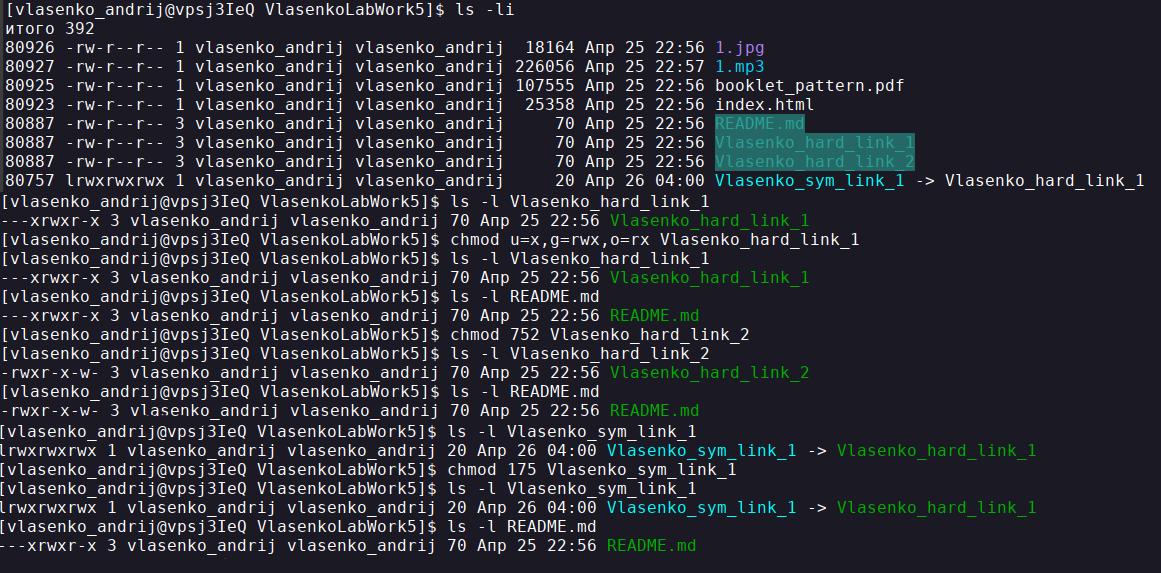 [vlasenko_andrij@vpsj3IeQ VlasenkoLabWork5]$ ls -li
итого 392
80926 -rw-r--r-- 1 vlasenko_andrij vlasenko_andrij  18164 Апр 25 22:56 1.jpg
80927 -rw-r--r-- 1 vlasenko_andrij vlasenko_andrij 226056 Апр 25 22:57 1.mp3
80925 -rw-r--r-- 1 vlasenko_andrij vlasenko_andrij 107555 Апр 25 22:56 booklet_pattern.pdf
80923 -rw-r--r-- 1 vlasenko_andrij vlasenko_andrij  25358 Апр 25 22:56 index.html
80887 -rw-r--r-- 3 vlasenko_andrij vlasenko_andrij     70 Апр 25 22:56 README.md
80887 -rw-r--r-- 3 vlasenko_andrij vlasenko_andrij     70 Апр 25 22:56 Vlasenko_hard_link_1
80887 -rw-r--r-- 3 vlasenko_andrij vlasenko_andrij     70 Апр 25 22:56 Vlasenko_hard_link_2
80757 lrwxrwxrwx 1 vlasenko_andrij vlasenko_andrij     20 Апр 26 04:00 Vlasenko_sym_link_1 -> Vlasenko_hard_link_1
[vlasenko_andrij@vpsj3IeQ VlasenkoLabWork5]$ ls -l Vlasenko_hard_link_1
---xrwxr-x 3 vlasenko_andrij vlasenko_andrij 70 Апр 25 22:56 Vlasenko_hard_link_1
[vlasenko_andrij@vpsj3IeQ VlasenkoLabWork5]$ chmod u=x,g=rwx,o=rx Vlasenko_hard_link_1
[vlasenko_andrij@vpsj3IeQ VlasenkoLabWork5]$ ls -l Vlasenko_hard_link_1
---xrwxr-x 3 vlasenko_andrij vlasenko_andrij 70 Апр 25 22:56 Vlasenko_hard_link_1
[vlasenko_andrij@vpsj3IeQ VlasenkoLabWork5]$ ls -l README.md
---xrwxr-x 3 vlasenko_andrij vlasenko_andrij 70 Апр 25 22:56 README.md
[vlasenko_andrij@vpsj3IeQ VlasenkoLabWork5]$ chmod 752 Vlasenko_hard_link_2
[vlasenko_andrij@vpsj3IeQ VlasenkoLabWork5]$ ls -l Vlasenko_hard_link_2
-rwxr-x-w- 3 vlasenko_andrij vlasenko_andrij 70 Апр 25 22:56 Vlasenko_hard_link_2
[vlasenko_andrij@vpsj3IeQ VlasenkoLabWork5]$ ls -l README.md
-rwxr-x-w- 3 vlasenko_andrij vlasenko_andrij 70 Апр 25 22:56 README.md
[vlasenko_andrij@vpsj3IeQ VlasenkoLabWork5]$ ls -l Vlasenko_sym_link_1
lrwxrwxrwx 1 vlasenko_andrij vlasenko_andrij 20 Апр 26 04:00 Vlasenko_sym_link_1 -> Vlasenko_hard_link_1
[vlasenko_andrij@vpsj3IeQ VlasenkoLabWork5]$ chmod 175 Vlasenko_sym_link_1
[vlasenko_andrij@vpsj3IeQ VlasenkoLabWork5]$ ls -l Vlasenko_sym_link_1
lrwxrwxrwx 1 vlasenko_andrij vlasenko_andrij 20 Апр 26 04:00 Vlasenko_sym_link_1 -> Vlasenko_hard_link_1
[vlasenko_andrij@vpsj3IeQ VlasenkoLabWork5]$ ls -l README.md
---xrwxr-x 3 vlasenko_andrij vlasenko_andrij 70 Апр 25 22:56 README.md